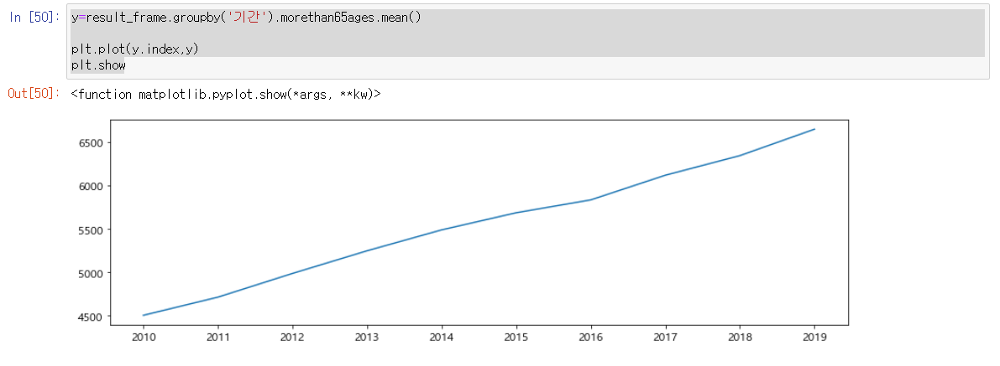 In [50]: y=result_frame.groupby('기간').morethan65ages.mean()
plt.plot(y.index,y)
plt.show
Out[50]: <function matplotlib.pyplot.show(*args, **kw)>
6500
6000
5500
5000
4500
2010 2011 2012 2013 2014 2015 2016 2017 2018 2019